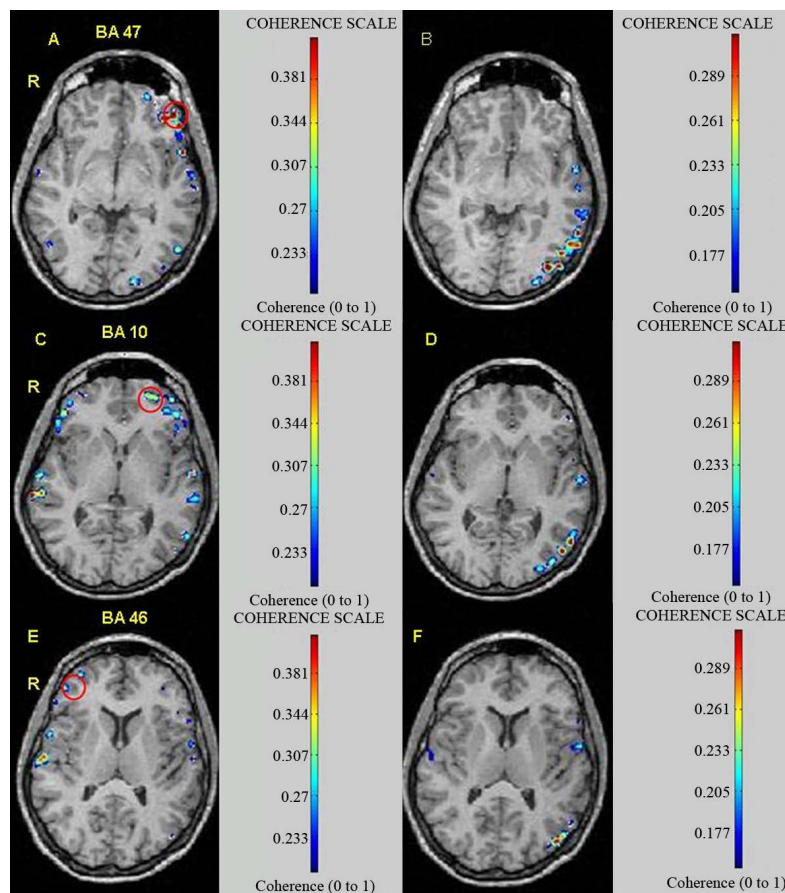 A BA 47
R
COHERENCE SCALE
0.381
0.344
0.307
0.27
0.233
Coherence (0 to 1)
B
COHERENCE SCALE
0.289
0.261
0.233
0.205
0.177
Coherence (0 to 1)
C BA 10
R
COHERENCE SCALE
0.381
0.344
0.307
0.27
0.233
Coherence (0 to 1)
D
COHERENCE SCALE
0.289
0.261
0.233
0.205
0.177
Coherence (0 to 1)
E BA 46
R
COHERENCE SCALE
0.381
0.344
0.307
0.27
0.233
Coherence (0 to 1)
F
COHERENCE SCALE
0.289
0.261
0.233
0.205
0.177
Coherence (0 to 1)